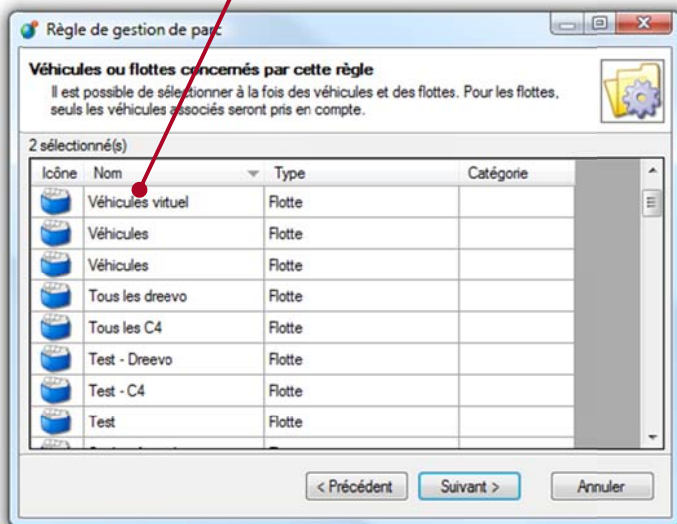 Règle de gestion de parc
Véhicules ou flottes concernés par cette règle
Il est possible de sélectionner à la fois des véhicules et des flottes. Pour les flottes,
seuls les véhicules associés seront pris en compte.
2 sélectionné(s)
Icône Nom Type Catégorie
Véhicules virtuel Flotte
Véhicules Flotte
Véhicules Flotte
Tous les dreevo Flotte
Tous les C4 Flotte
Test - Dreevo Flotte
Test - C4 Flotte
Test Flotte
< Précédent Suivant > Annuler